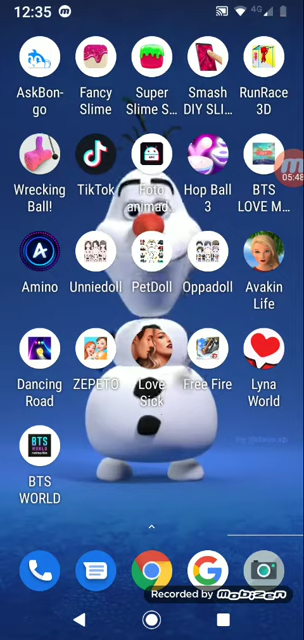 12:35
4G
AskBon-
go
Fancy
Slime
Super
Slime S...
Smash
DIY SLI...
RunRace
3D
Wrecking
Ball!
TikTok
Foto
animad...
Hop Ball
3
BTS
LOVE M...
05:48
Amino
Unniedoll
PetDoll
Oppadoll
Avakin
Life
Dancing
Road
ZEPETO
Love
Sick
Free Fire
Lyna
World
BTS
WORLD
BTS
WORLD
Recorded by mobizen